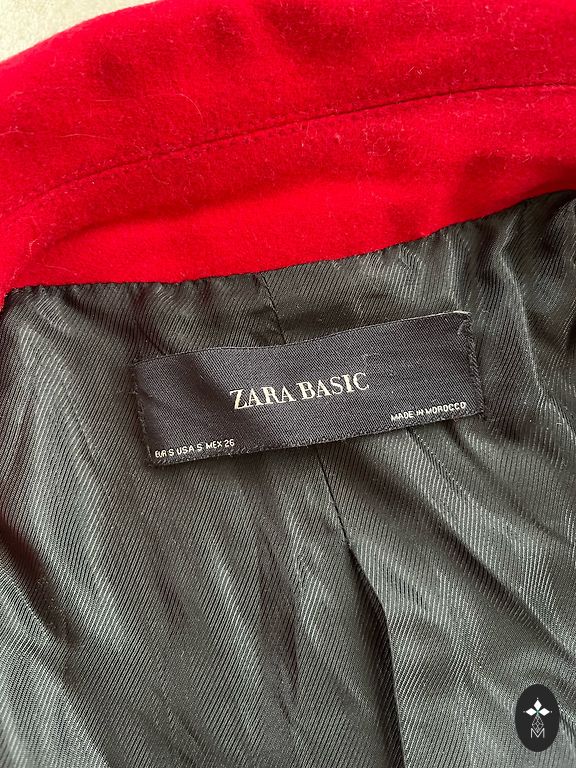 ZARA BASIC
MADE IN MOROCCO
EUR S USA S MEX 26
M